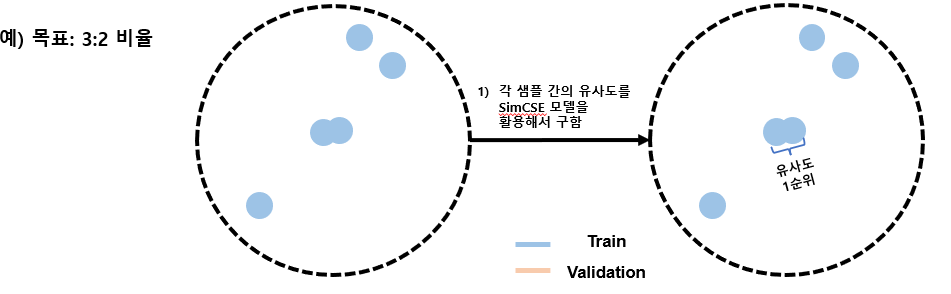 예) 목표: 3:2 비율
1) 각 샘플 간의 유사도를
SimCSE 모델을
활용해서 구함
유사도
1순위
Train
Validation